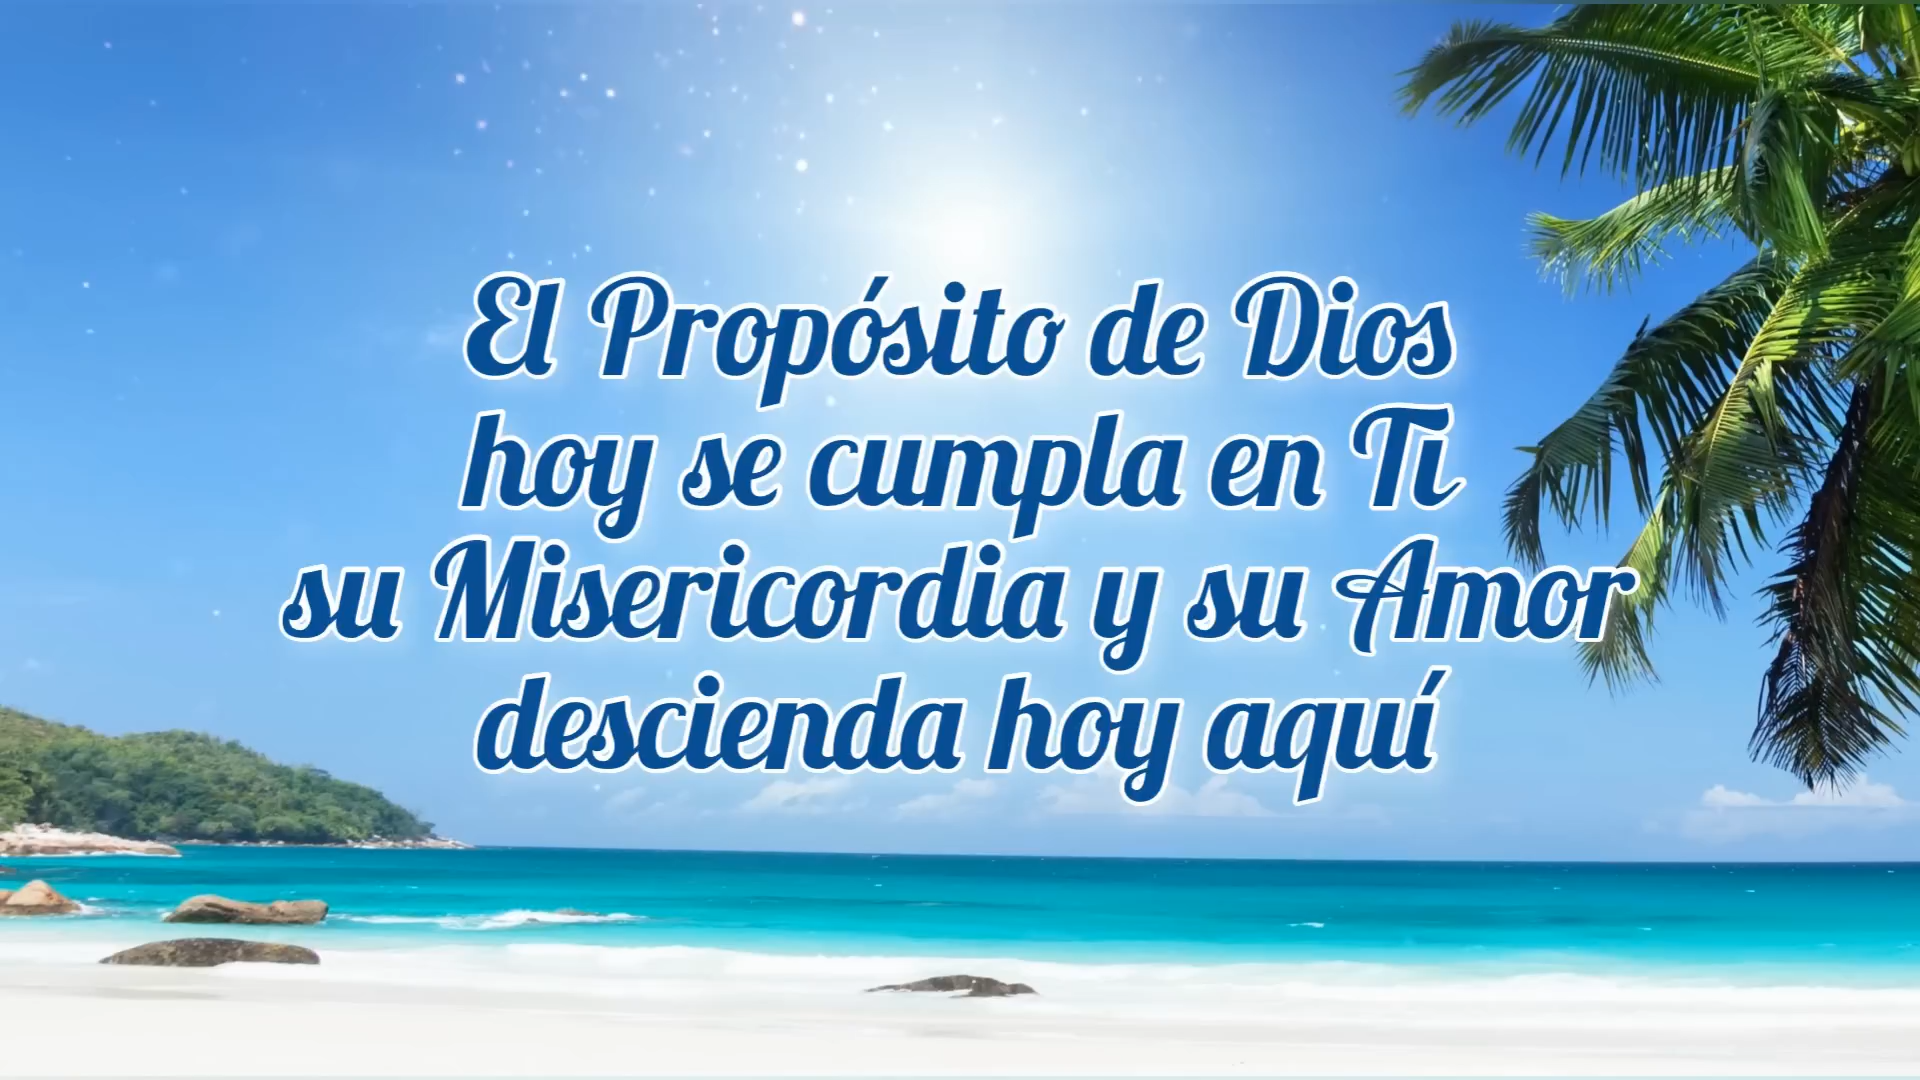 El Propósito de Dios
hoy se cumpla en Ti
su Misericordia y su Amor
descienda hoy aquí